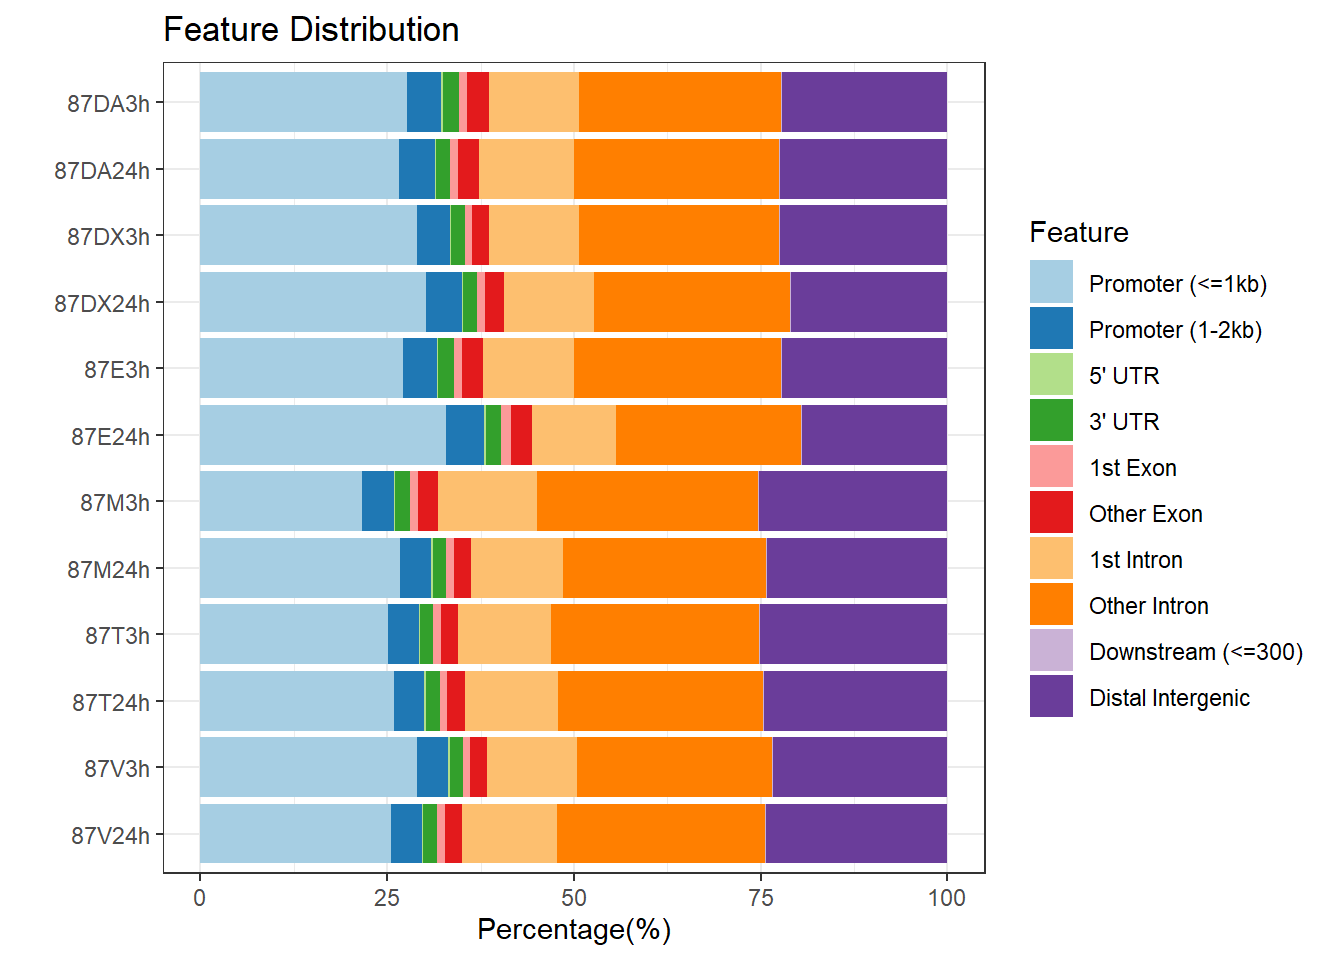 Feature Distribution
87DA3h
87DA24h
87DX3h
87DX24h
87E3h
87E24h
87M3h
87M24h
87T3h
87T24h
87V3h
87V24h
0 25 50 75 100
Percentage(%)
Feature
Promoter (<=1kb)
Promoter (1-2kb)
5' UTR
3' UTR
1st Exon
Other Exon
1st Intron
Other Intron
Downstream (<=300)
Distal Intergenic